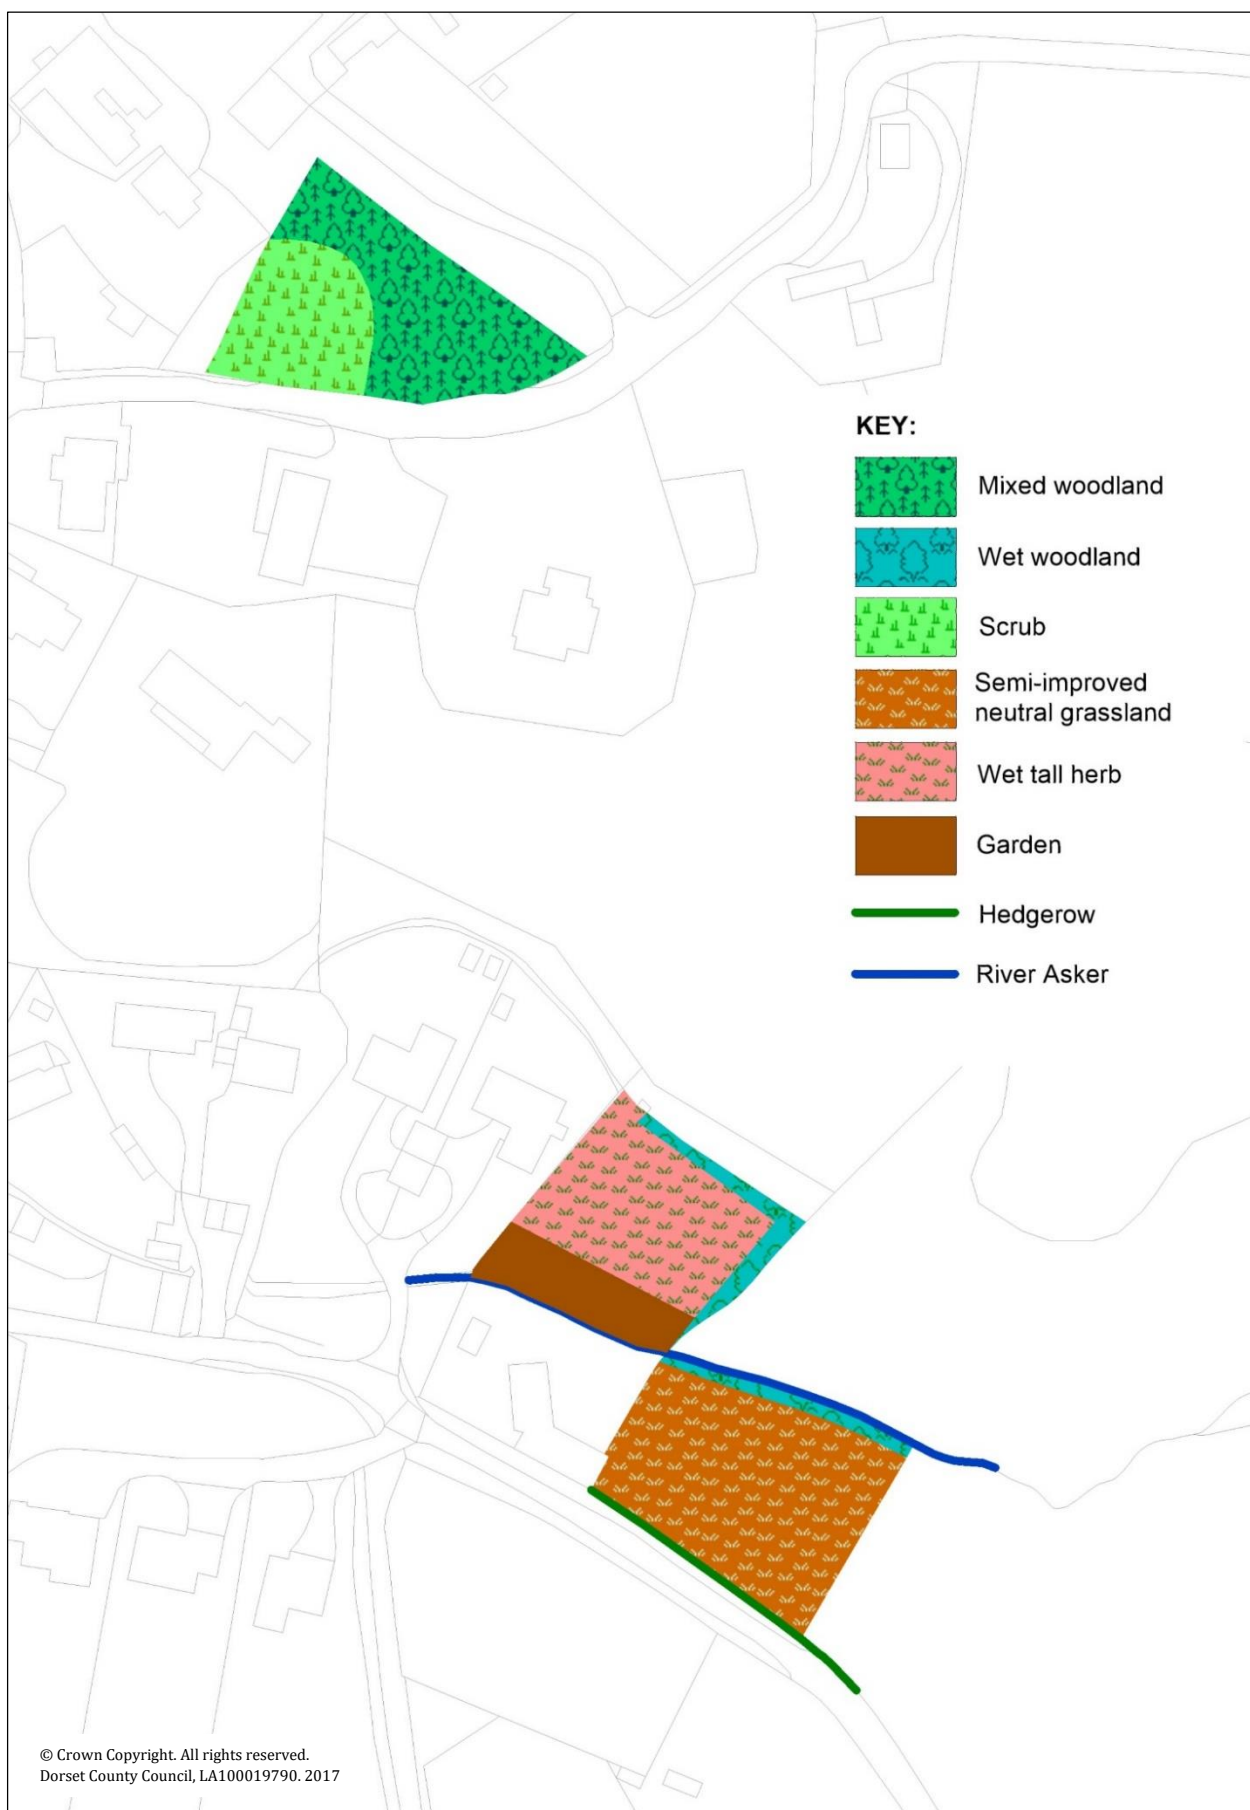 KEY:
Mixed woodland
Wet woodland
Scrub
Semi-improved
neutral grassland
Wet tall herb
Garden
Hedgerow
River Asker
© Crown Copyright. All rights reserved.
Dorset County Council, LA100019790. 2017